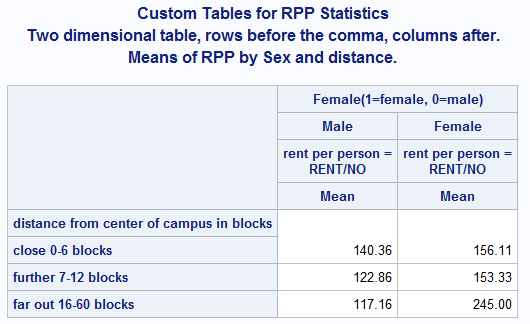 Custom Tables for RPP Statistics
Two dimensional table, rows before the comma, columns after.
Means of RPP by Sex and distance.
Female(1=female, 0=male)
Male Female
rent per person = rent per person =
RENT/NO RENT/NO
Mean Mean
distance from center of campus in blocks
close 0-6 blocks 140.36 156.11
further 7-12 blocks 122.86 153.33
far out 16-60 blocks 117.16 245.00